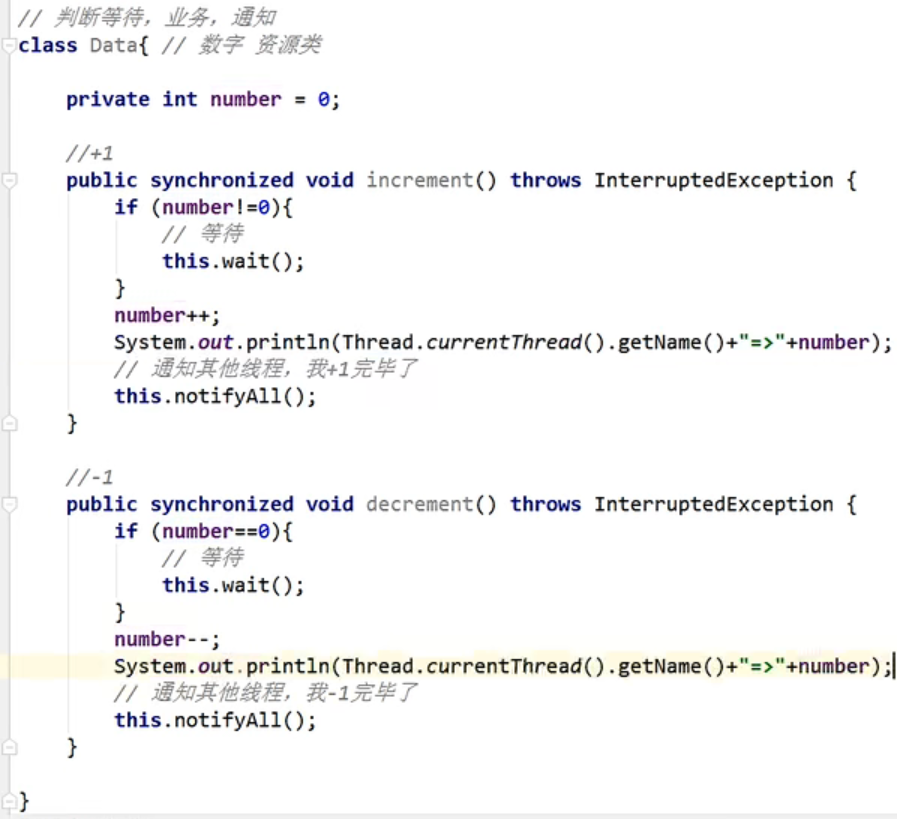 // 判断等待，业务，通知
class Data{ // 数字 资源类
private int number = 0;
//+1
public synchronized void increment() throws InterruptedException {
if (number!=0){
// 等待
this.wait();
}
number++;
System.out.println(Thread.currentThread().getName()+"=>"+number);
// 通知其他线程，我+1完毕了
this.notifyAll();
}
//-1
public synchronized void decrement() throws InterruptedException {
if (number==0){
// 等待
this.wait();
}
number--;
System.out.println(Thread.currentThread().getName()+"=>"+number);
// 通知其他线程，我-1完毕了
this.notifyAll();
}
}